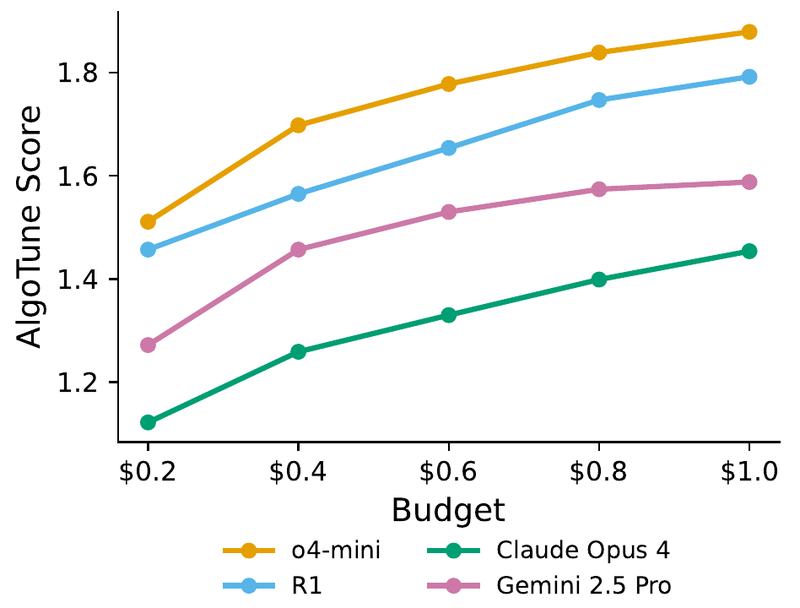 AlgoTune Score
1.8
1.6
1.4
1.2
$0.2 $0.4 $0.6 $0.8 $1.0
Budget
o4-mini Claude Opus 4
R1 Gemini 2.5 Pro